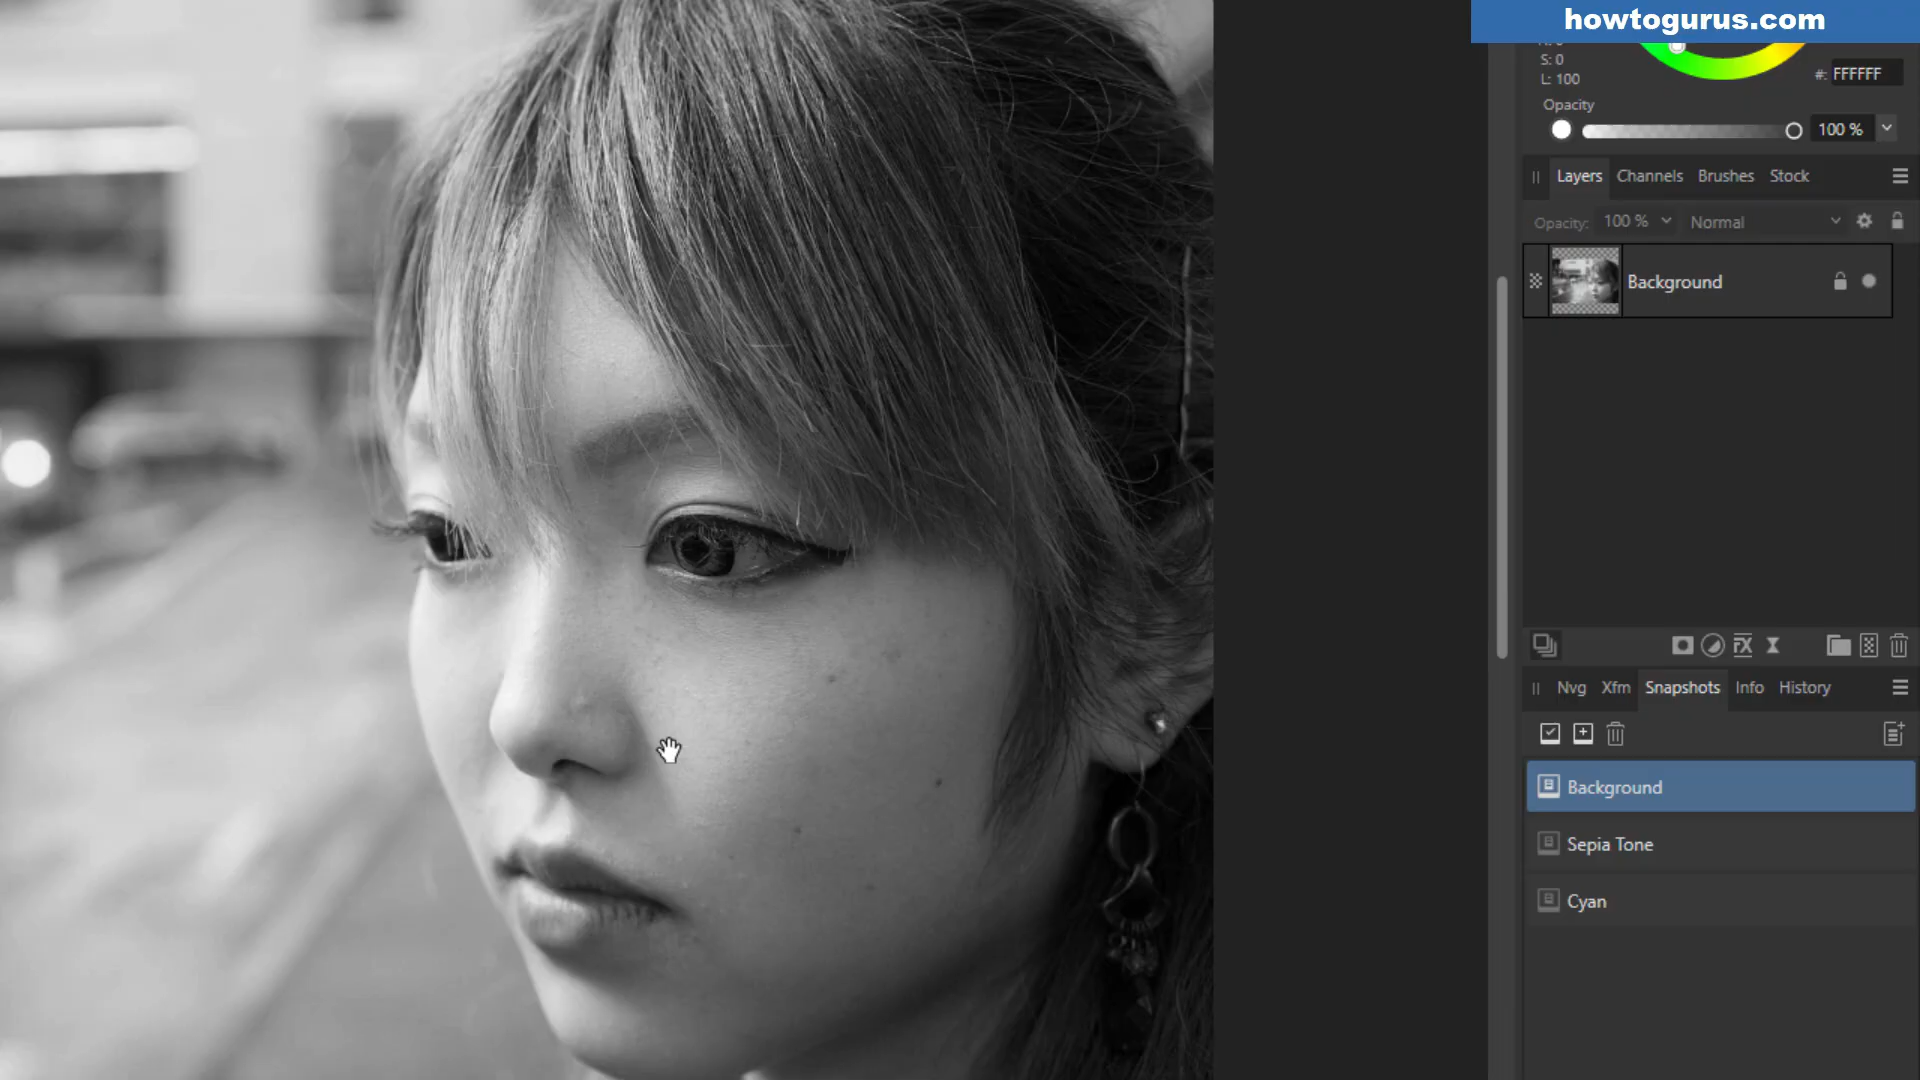 howtogurus.com
S: 0
L: 100
#: FFFFFF
Opacity
100 %
Layers Channels Brushes Stock
Opacity: 100 % Normal
Background
FX
Nvg Xfm Snapshots Info History
Background
Sepia Tone
Cyan